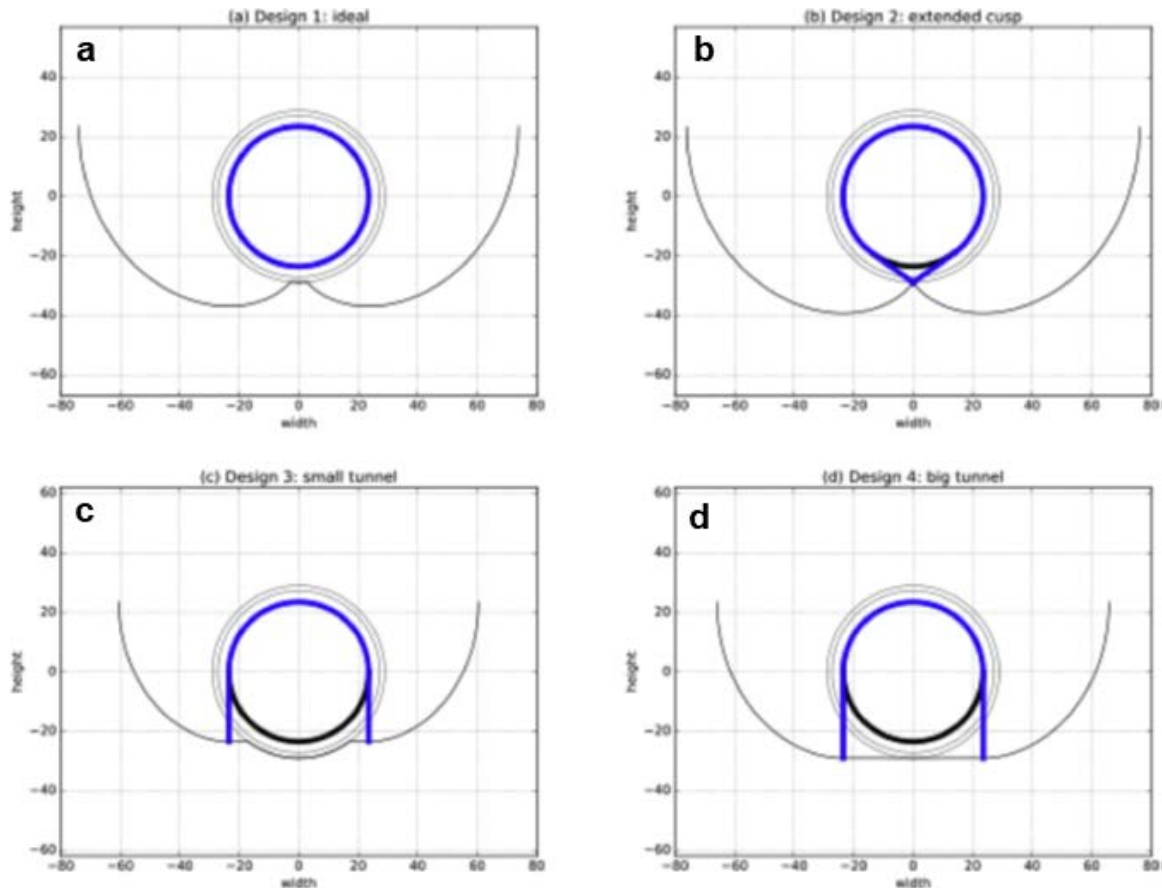 (a) Design 1: ideal
a
40
20
0
−20
−40
−60
height
−80 −60 −40 −20 0 20 40 60 80
width
(b) Design 2: extended cusp
b
40
20
0
−20
−40
−60
height
−80 −60 −40 −20 0 20 40 60 80
width
(c) Design 3: small tunnel
c
60
40
20
0
−20
−40
−60
height
−80 −60 −40 −20 0 20 40 60 80
width
(d) Design 4: big tunnel
d
60
40
20
0
−20
−40
−60
height
−80 −60 −40 −20 0 20 40 60 80
width